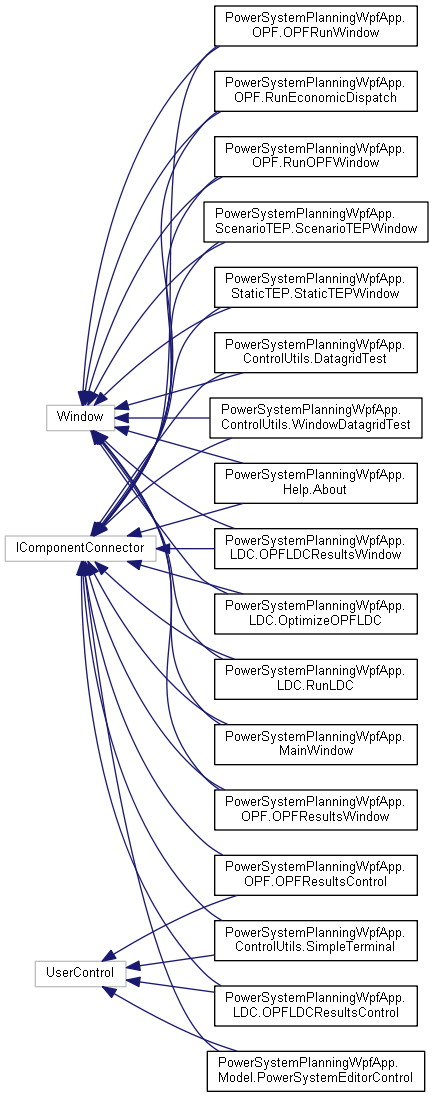 PowerSystemPlanningWpfApp.
OPF.OPFRunWindow
PowerSystemPlanningWpfApp.
OPF.RunEconomicDispatch
PowerSystemPlanningWpfApp.
OPF.RunOPFWindow
PowerSystemPlanningWpfApp.
ScenarioTEP.ScenarioTEPWindow
PowerSystemPlanningWpfApp.
StaticTEP.StaticTEPWindow
PowerSystemPlanningWpfApp.
ControlUtils.DatagridTest
Window
PowerSystemPlanningWpfApp.
ControlUtils.WindowDatagridTest
PowerSystemPlanningWpfApp.
Help.About
IComponentConnector
PowerSystemPlanningWpfApp.
LDC.OPFLDCResultsWindow
PowerSystemPlanningWpfApp.
LDC.OptimizeOPFLDC
PowerSystemPlanningWpfApp.
LDC.RunLDC
PowerSystemPlanningWpfApp.
MainWindow
PowerSystemPlanningWpfApp.
OPF.OPFResultsWindow
PowerSystemPlanningWpfApp.
OPF.OPFResultsControl
PowerSystemPlanningWpfApp.
ControlUtils.SimpleTerminal
UserControl
PowerSystemPlanningWpfApp.
LDC.OPFLDCResultsControl
PowerSystemPlanningWpfApp.
Model.PowerSystemEditorControl